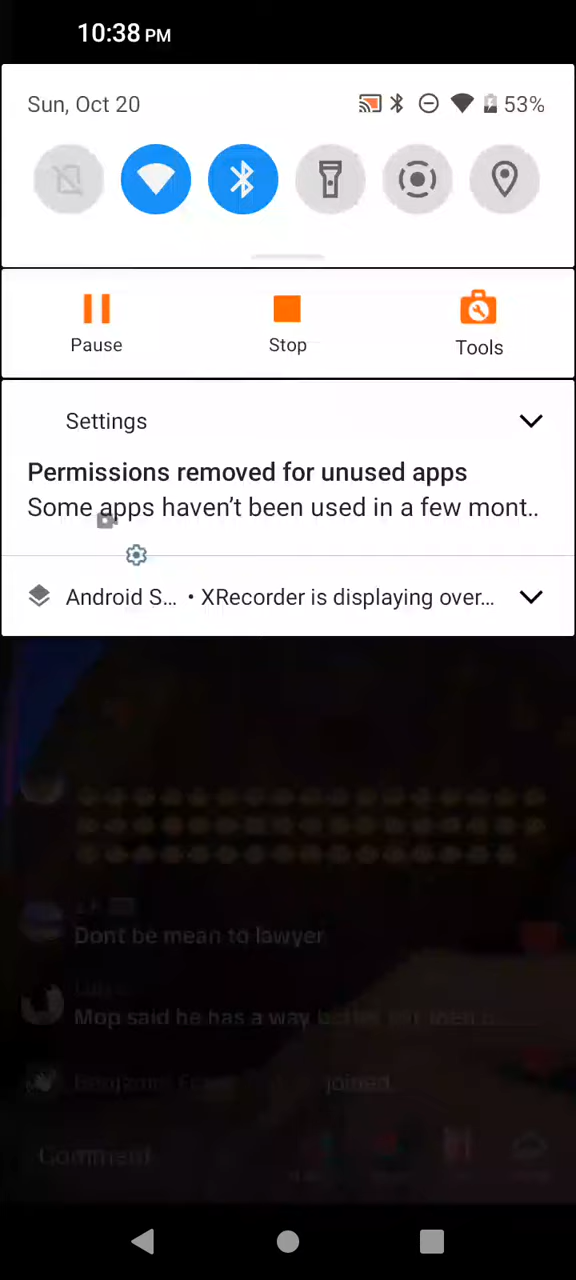 10:38 PM
Sun, Oct 20
53%
Pause
Stop
Tools
Settings
Permissions removed for unused apps
Some apps haven't been used in a few mont..
Android S... • XRecorder is displaying over...
Dont be mean to lawyer
Mop said he has a way
joined
Comment